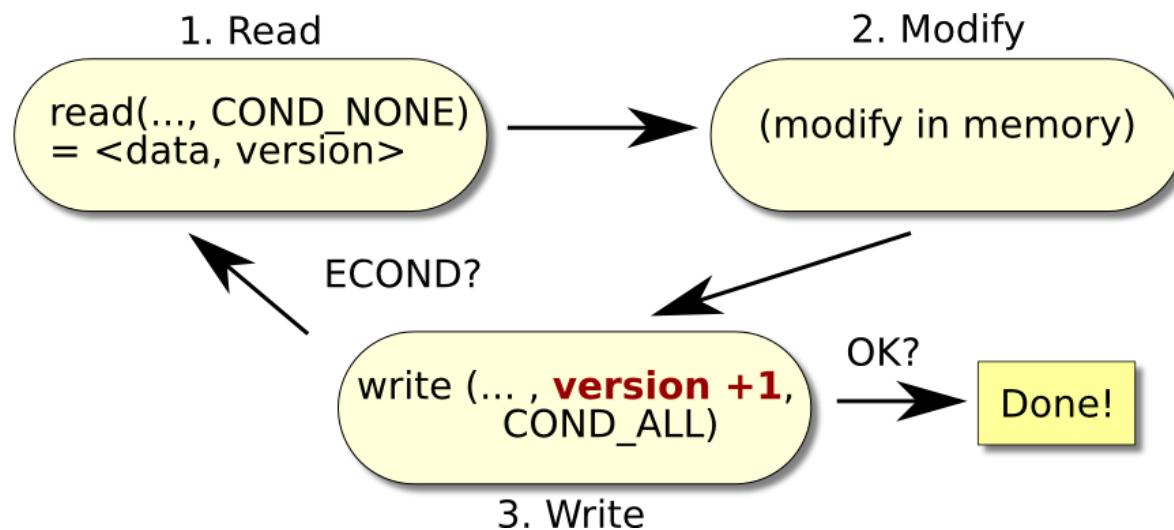 1. Read
read(..., COND_NONE)
= <data, version>
2. Modify
(modify in memory)
ECOND?
write (... , version +1,
COND_ALL)
3. Write
OK?
Done!